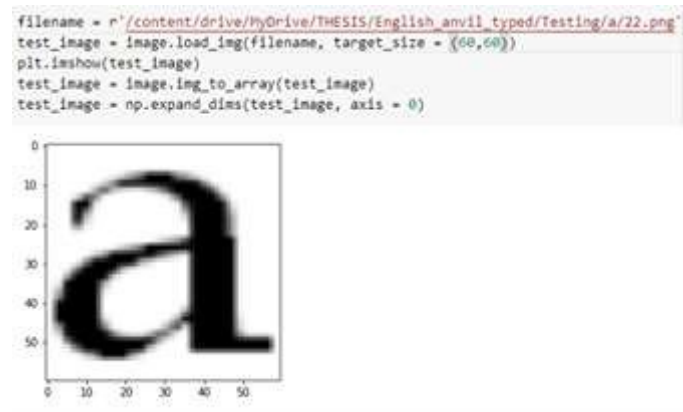 filename = r'/content/drive/MyDrive/THESIS/English_anvil_typed/Testing/a/22.png'
test_image = image.load_img(filename, target_size = (60,60))
plt.imshow(test_image)
test_image = image.img_to_array(test_image)
test_image = np.expand_dims(test_image, axis = 0)
0
10
20
30
40
50
a
0 10 20 30 40 50